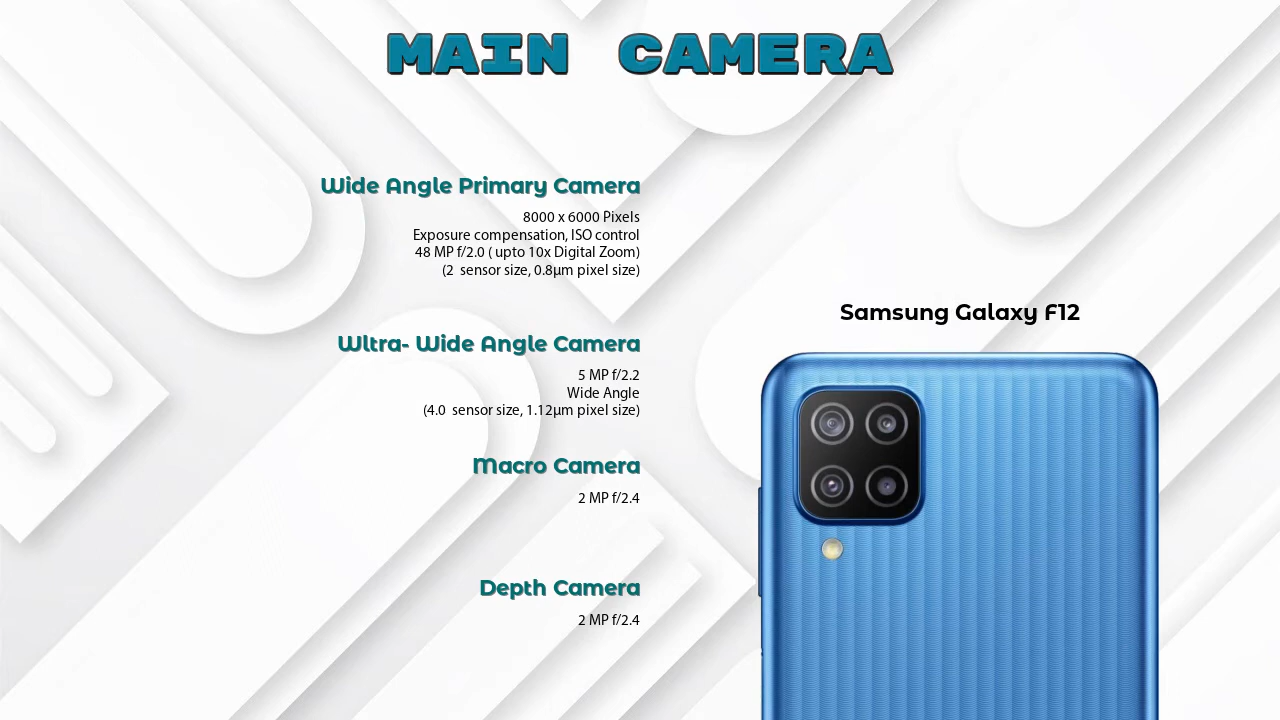 MAIN CAMERA
Wide Angle Primary Camera
8000 x 6000 Pixels
Exposure compensation, ISO control
48 MP f/2.0 ( upto 10x Digital Zoom)
(2  sensor size, 0.8µm pixel size)
Wltra- Wide Angle Camera
5 MP f/2.2
Wide Angle
(4.0  sensor size, 1.12µm pixel size)
Macro Camera
2 MP f/2.4
Depth Camera
2 MP f/2.4
Samsung Galaxy F12